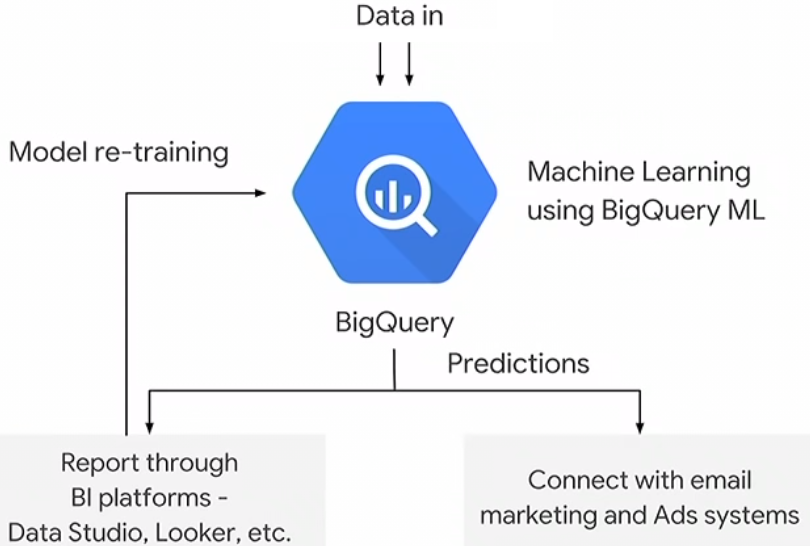 Data in
Model re-training
Machine Learning
using BigQuery ML
BigQuery
Predictions
Report through
BI platforms -
Data Studio, Looker, etc.
Connect with email
marketing and Ads systems